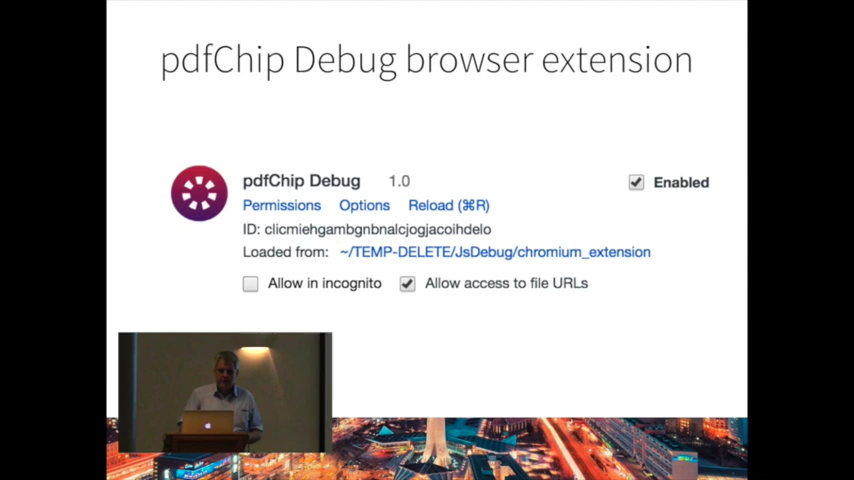 pdfChip Debug browser extension
pdfChip Debug 1.0
Enabled
Permissions Options Reload (⌘R)
ID: clicmiehgambgnbnalcjogjacoihdelo
Loaded from: ~/TEMP-DELETE/JsDebug/chromium_extension
Allow in incognito
Allow access to file URLs